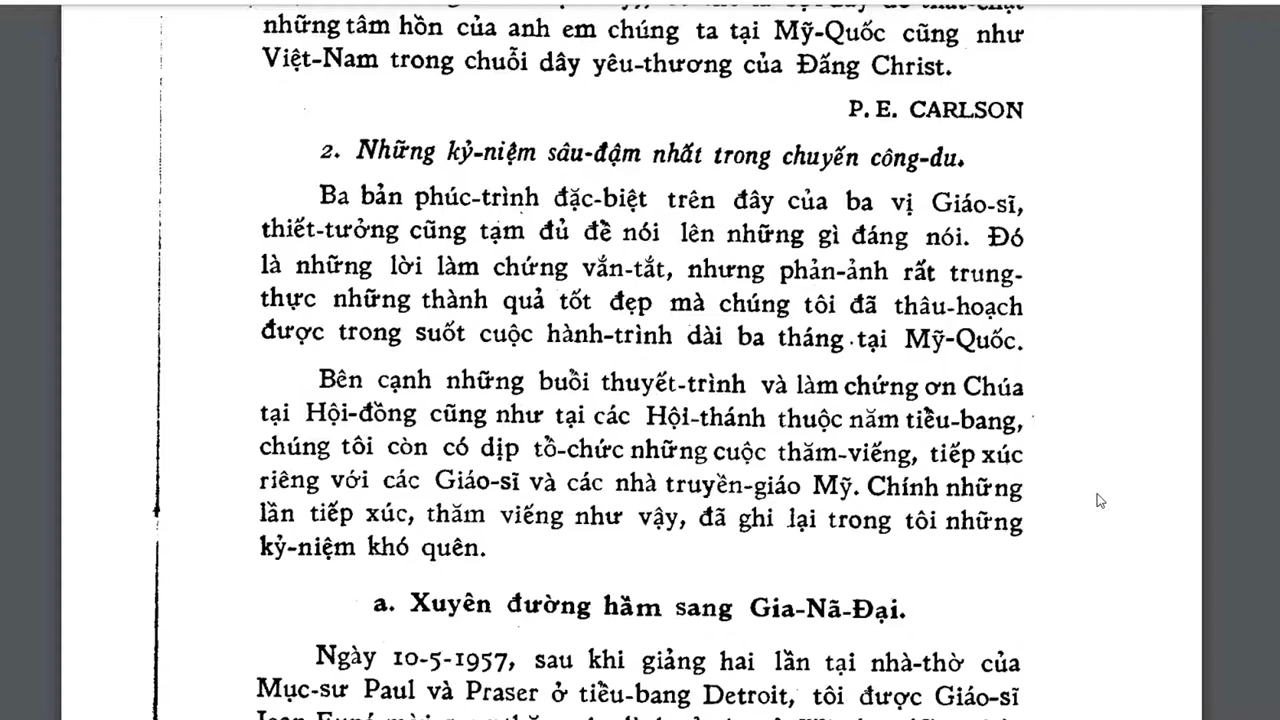 những tâm hồn của anh em chúng ta tại Mỹ-Quốc cũng như
Việt-Nam trong chuỗi dây yêu-thương của Đấng Christ.
P. E. CARLSON
2. Những kỷ-niệm sâu-đậm nhất trong chuyến công-du.
Ba bản phúc-trình đặc-biệt trên đây của ba vị Giáo-sĩ,
thiết-tưởng cũng tạm đủ để nói lên những gì đáng nói. Đó
là những lời làm chứng vắn-tắt, nhưng phản-ảnh rất trung-
thực những thành quả tốt đẹp mà chúng tôi đã thâu-hoạch
được trong suốt cuộc hành-trình dài ba tháng tại Mỹ-Quốc.
Bên cạnh những buổi thuyết-trình và làm chứng ơn Chúa
tại Hội-đồng cũng như tại các Hội-thánh thuộc năm tiểu-bang,
chúng tôi còn có dịp tổ-chức những cuộc thăm-viếng, tiếp xúc
riêng với các Giáo-sĩ và các nhà truyền-giáo Mỹ. Chính những
lần tiếp xúc, thăm viếng như vậy, đã ghi lại trong tôi những
kỷ-niệm khó quên.
a. Xuyên đường hầm sang Gia-Nã-Đại.
Ngày 10-5-1957, sau khi giảng hai lần tại nhà-thờ của
Mục-sư Paul và Praser ở tiểu-bang Detroit, tôi được Giáo-sĩ